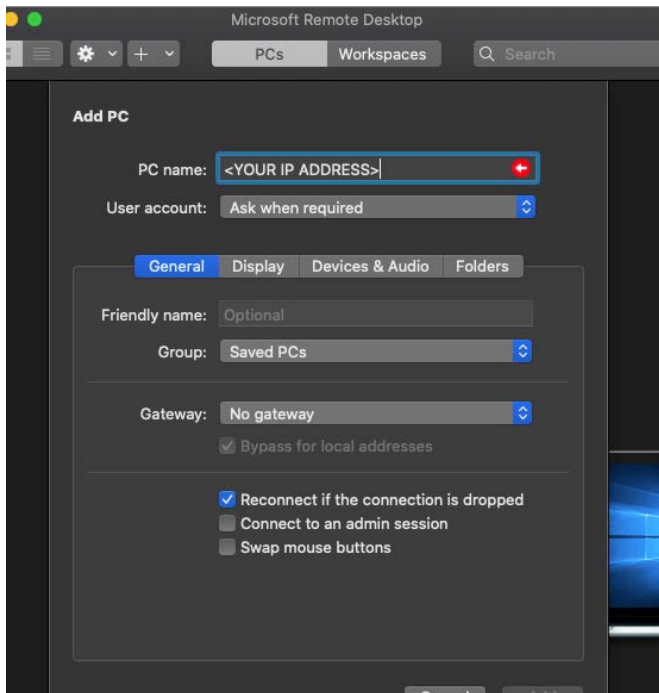 Microsoft Remote Desktop
PCs Workspaces Search
Add PC
PC name: <YOUR IP ADDRESS>
User account: Ask when required
General Display Devices & Audio Folders
Friendly name: Optional
Group: Saved PCs
Gateway: No gateway
Bypass for local addresses
Reconnect if the connection is dropped
Connect to an admin session
Swap mouse buttons